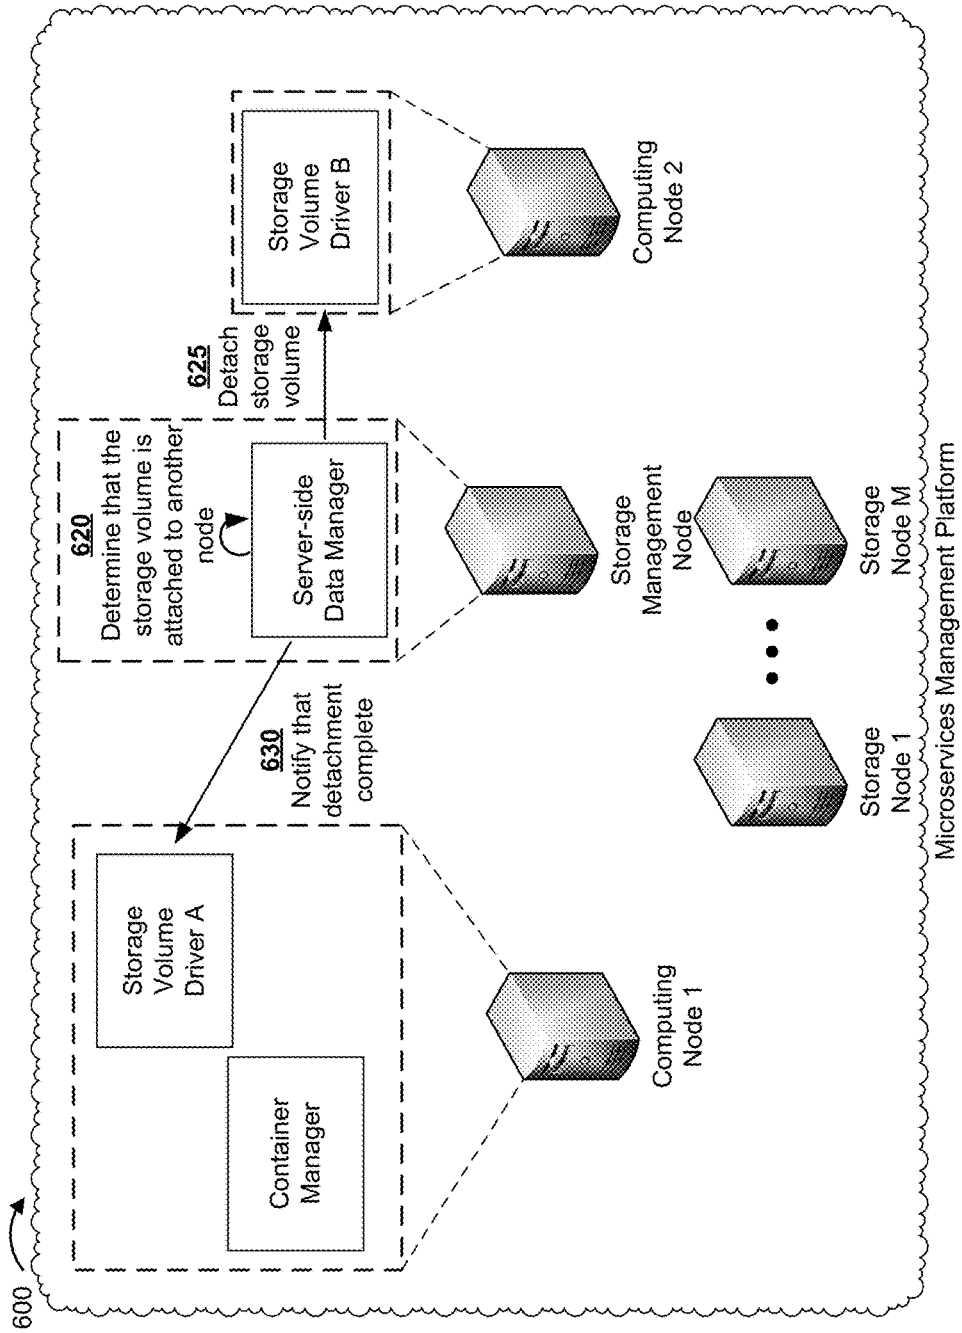 600
Container
Manager
Storage
Volume
Driver A
Computing
Node 1
630
Notify that
detachment
complete
620
Determine that the
storage volume is
attached to another
node
Server-side
Data Manager
Storage
Management
Node
625
Detach
storage
volume
Storage
Volume
Driver B
Computing
Node 2
Storage
Node 1
Storage
Node M
Microservices Management Platform